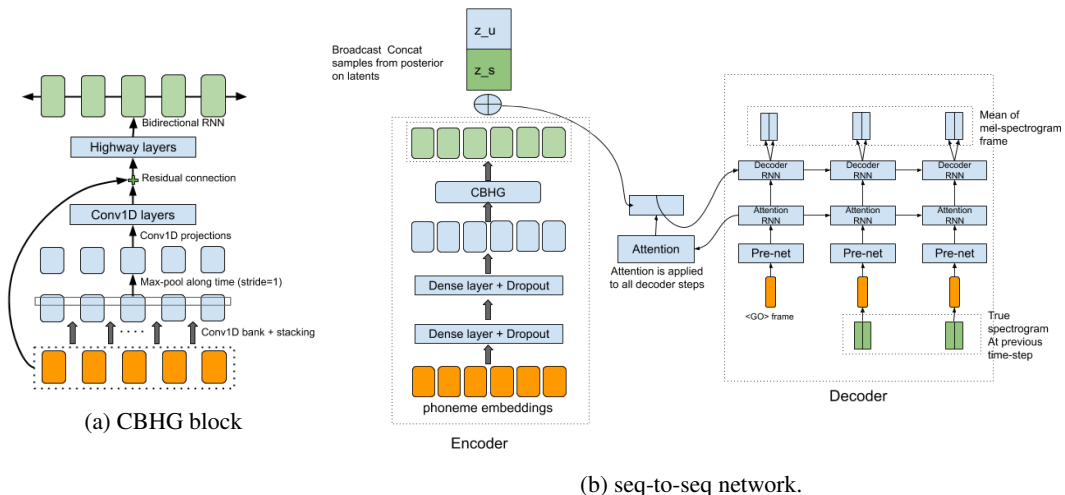 Bidirectional RNN
Highway layers
Residual connection
Conv1D layers
Conv1D projections
Max-pool along time (stride=1)
Conv1D bank + stacking
(a) CBHG block
Broadcast Concat
samples from posterior
on latents
z_u
z_s
CBHG
Dense layer + Dropout
Dense layer + Dropout
phoneme embeddings
Encoder
Attention
Attention is applied
to all decoder steps
Mean of
mel-spectrogram
frame
Decoder
RNN
Decoder
RNN
Decoder
RNN
Attention
RNN
Attention
RNN
Attention
RNN
Pre-net
Pre-net
Pre-net
<GO> frame
True
spectrogram
At previous
time-step
Decoder
(b) seq-to-seq network.